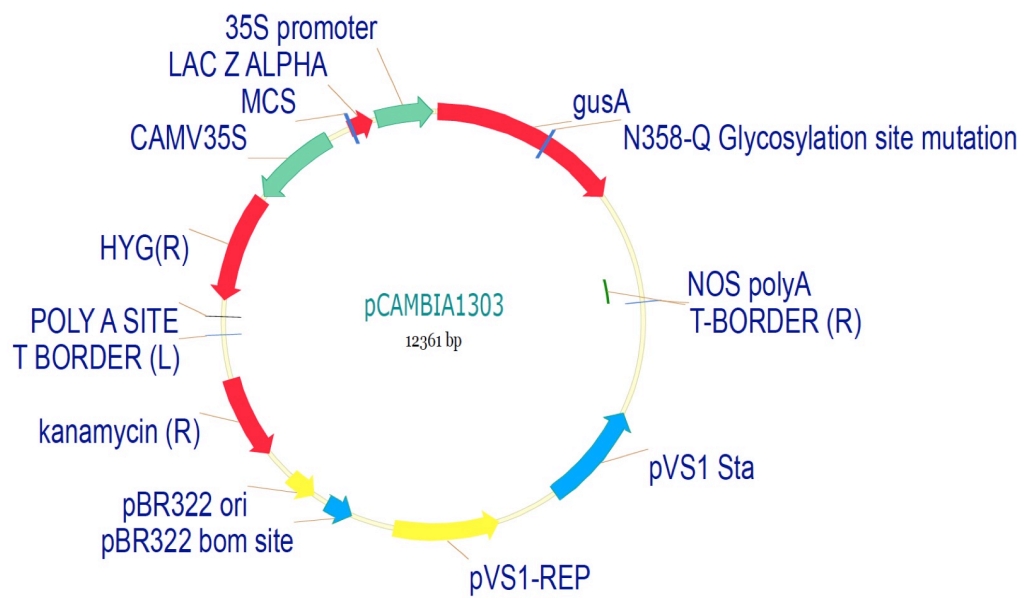 35S promoter
LAC Z ALPHA
MCS
CAMV35S
gusA
N358-Q Glycosylation site mutation
HYG(R)
pCAMBIA1303
12361 bp
NOS polyA
T-BORDER (R)
POLY A SITE
T BORDER (L)
kanamycin (R)
pVS1 Sta
pBR322 ori
pBR322 bom site
pVS1-REP